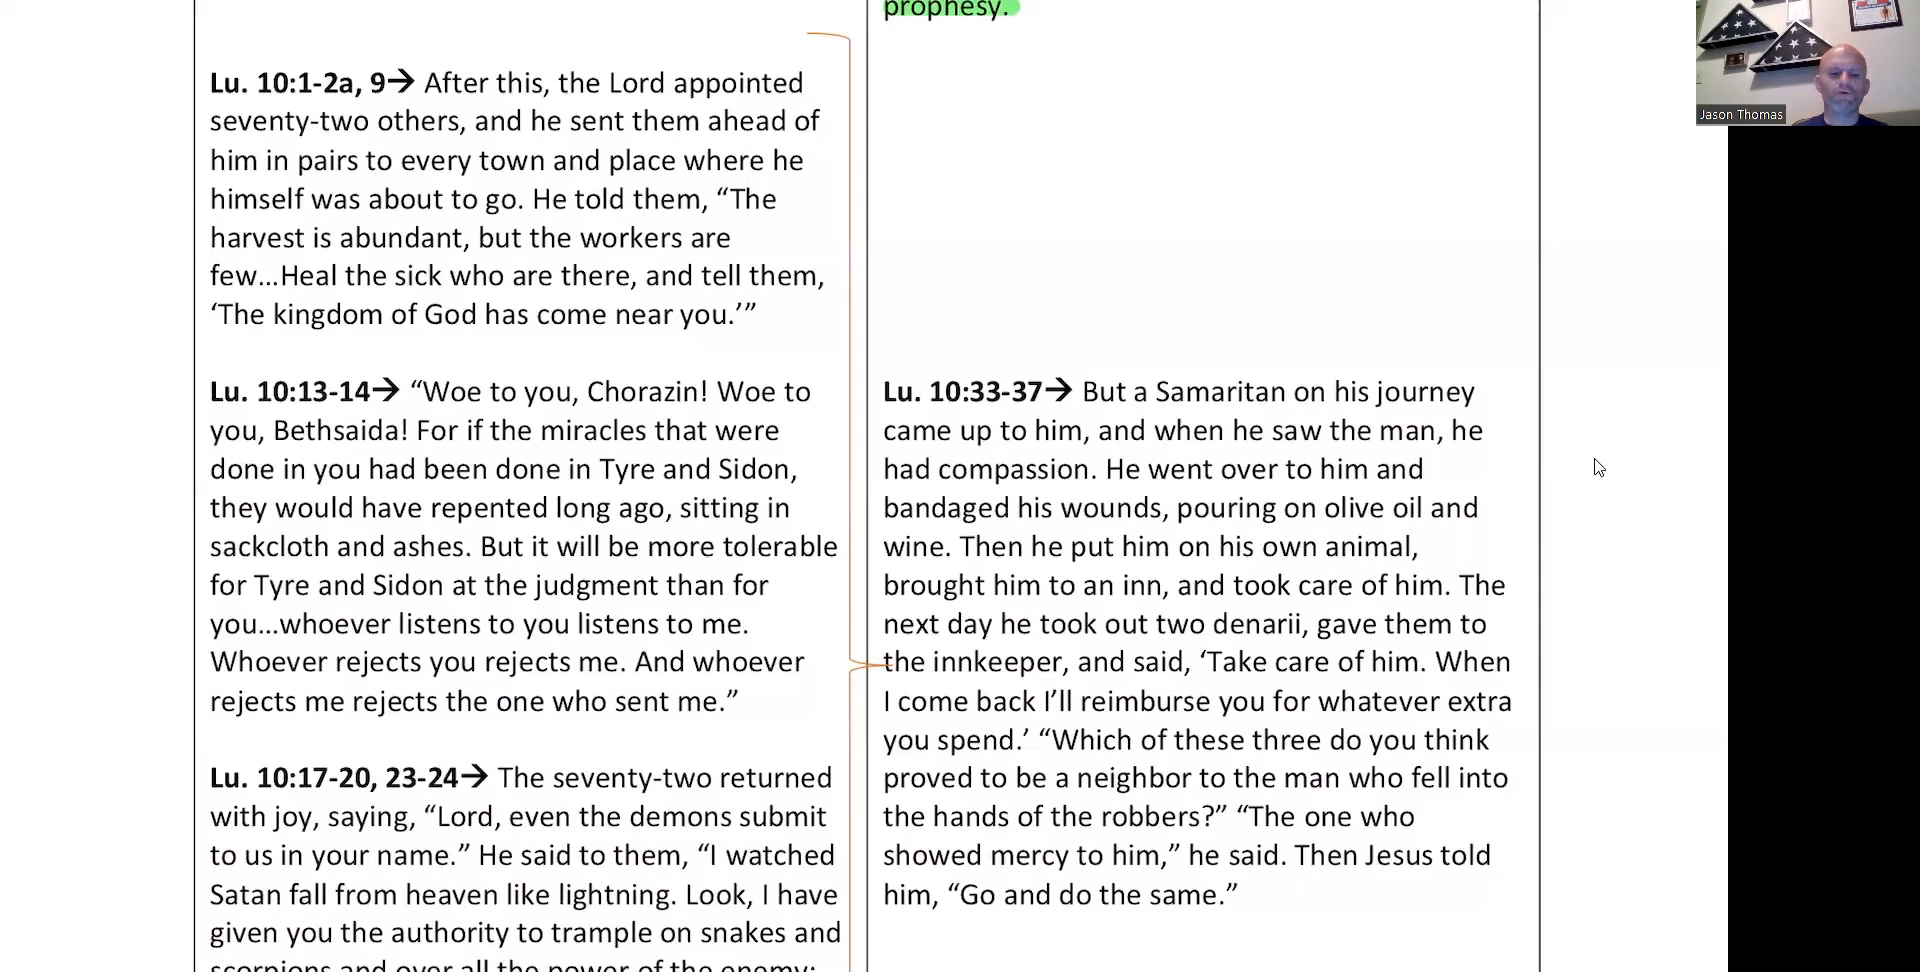 prophesy.
Lu. 10:1-2a, 9→ After this, the Lord appointed
seventy-two others, and he sent them ahead of
him in pairs to every town and place where he
himself was about to go. He told them, “The
harvest is abundant, but the workers are
few…Heal the sick who are there, and tell them,
‘The kingdom of God has come near you.’”
Lu. 10:13-14→ “Woe to you, Chorazin! Woe to
you, Bethsaida! For if the miracles that were
done in you had been done in Tyre and Sidon,
they would have repented long ago, sitting in
sackcloth and ashes. But it will be more tolerable
for Tyre and Sidon at the judgment than for
you…whoever listens to you listens to me.
Whoever rejects you rejects me. And whoever
rejects me rejects the one who sent me.”
Lu. 10:17-20, 23-24→ The seventy-two returned
with joy, saying, “Lord, even the demons submit
to us in your name.” He said to them, “I watched
Satan fall from heaven like lightning. Look, I have
given you the authority to trample on snakes and
scorpions and over all the power of the enemy;
Lu. 10:33-37→ But a Samaritan on his journey
came up to him, and when he saw the man, he
had compassion. He went over to him and
bandaged his wounds, pouring on olive oil and
wine. Then he put him on his own animal,
brought him to an inn, and took care of him. The
next day he took out two denarii, gave them to
the innkeeper, and said, ‘Take care of him. When
I come back I’ll reimburse you for whatever extra
you spend.’ “Which of these three do you think
proved to be a neighbor to the man who fell into
the hands of the robbers?” “The one who
showed mercy to him,” he said. Then Jesus told
him, “Go and do the same.”
Jason Thomas